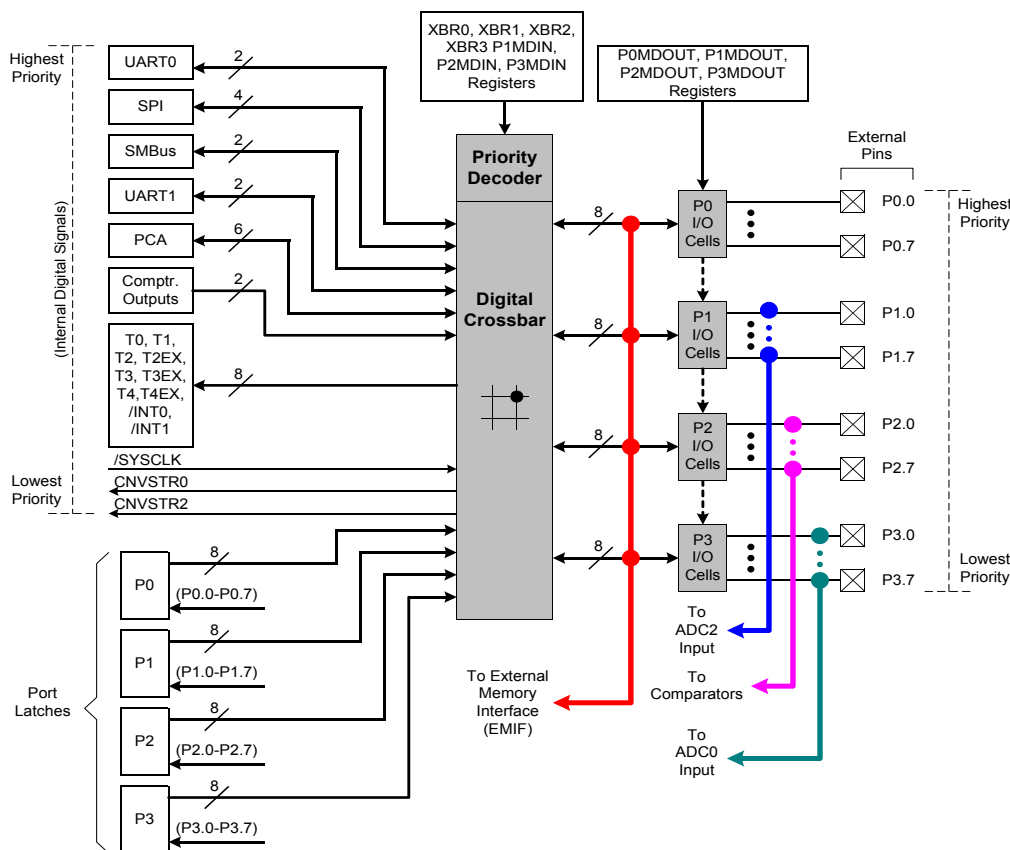 Highest
Priority
(Internal Digital Signals)
Lowest
Priority
UART0
2
SPI
4
SMBus
2
UART1
2
PCA
6
Comptr.
Outputs
2
T0, T1,
T2, T2EX,
T3, T3EX,
T4,T4EX,
/INT0,
/INT1
8
/SYSCLK
CNVSTR0
CNVSTR2
Port
Latches
P0
8
(P0.0-P0.7)
P1
8
(P1.0-P1.7)
P2
8
(P2.0-P2.7)
P3
8
(P3.0-P3.7)
XBR0, XBR1, XBR2,
XBR3 P1MDIN,
P2MDIN, P3MDIN
Registers
Priority
Decoder
Digital
Crossbar
P0MDOUT, P1MDOUT,
P2MDOUT, P3MDOUT
Registers
8
P0
I/O
Cells
8
P1
I/O
Cells
8
P2
I/O
Cells
8
P3
I/O
Cells
External
Pins
P0.0
P0.7
P1.0
P1.7
P2.0
P2.7
P3.0
P3.7
Highest
Priority
Lowest
Priority
To External
Memory
Interface
(EMIF)
To
ADC2
Input
To
Comparators
To
ADC0
Input